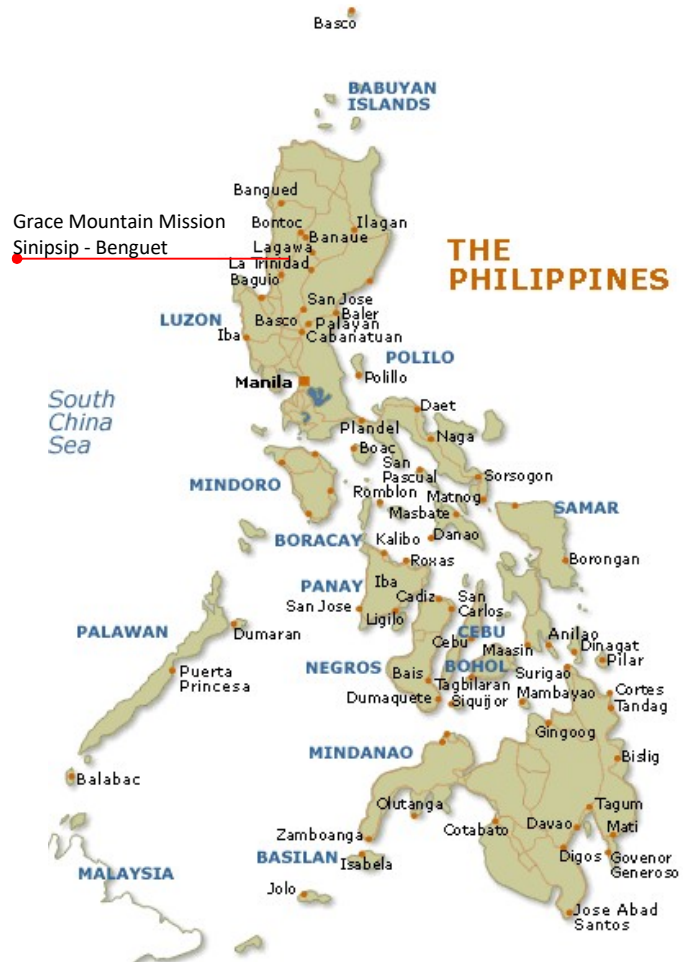 Basco
BABUYAN
ISLANDS
Bangued
Grace Mountain Mission
Sinipsip - Benguet
Bontoc
Ilagan
Banaue
Lagawa
La Trinidad
Baguio
THE
PHILIPPINES
San Jose
Baler
LUZON
Basco
Palayan
Iba
Cabanatuan
POLILO
Manila
Polillo
South
China
Sea
Daet
Plandel
Naga
Boac
San
Pascual
Sorsogon
MINDORO
Romblon
Matnog
Masbate
SAMAR
BORACAY
Kalibo
Danao
Roxas
Borongan
PANAY
Iba
Cadiz
San
Carlos
San Jose
Ligilo
PALAWAN
Dumaran
CEBU
Cebu
Maasin
Anilao
Dinagat
Pilar
NEGROS
Bais
BOHOL
Surigao
Puerta
Princesa
Tagbilaran
Mambayao
Cortes
Dumaquete
Siquijor
Tandag
Gingoog
MINDANAO
Bislig
Balabac
Olutanga
Tagum
Cotabato
Davao
Mati
Zamboanga
BASILAN
Isabela
Digos
Govenor
Generoso
MALAYSIA
Jolo
Jose Abad
Santos